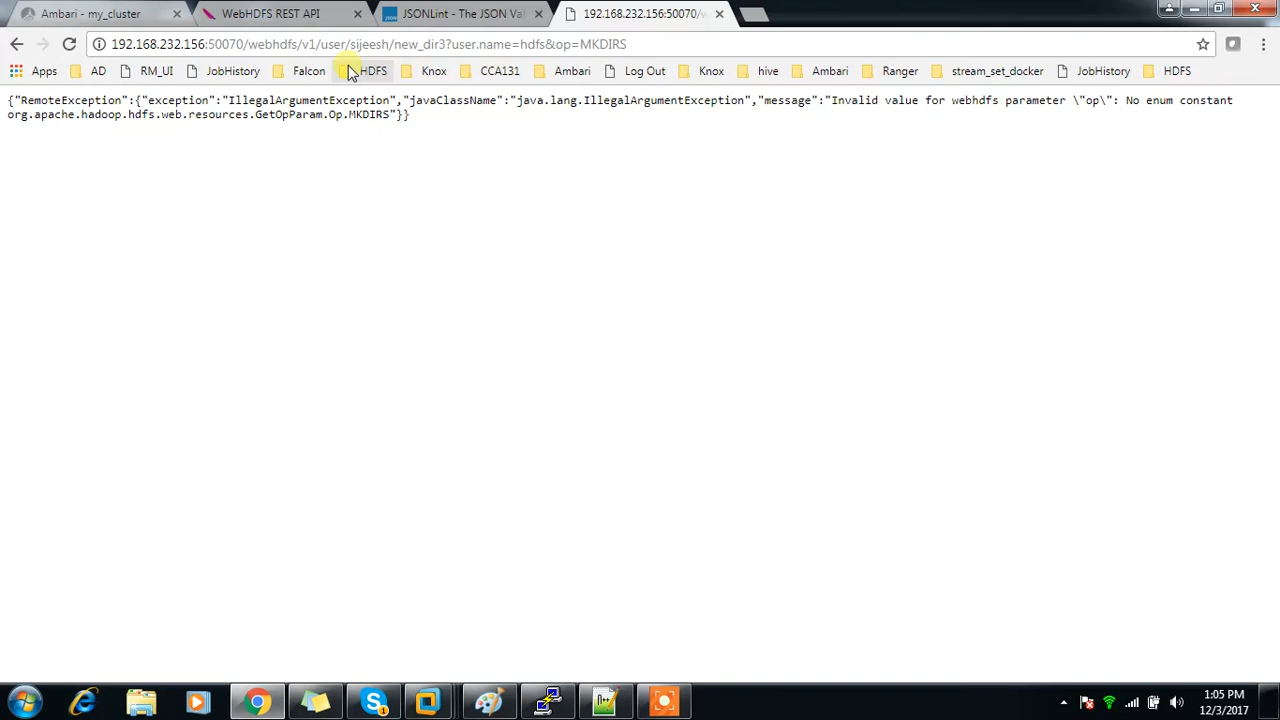 Ambari - my_cluster
WebHDFS REST API
JSONLint - The JSON Val
192.168.232.156:50070/w
192.168.232.156:50070/webhdfs/v1/user/sijeesh/new_dir3?user.name=hdfs&op=MKDIRS
Apps AD RM_UI JobHistory Falcon HDFS Knox CCA131 Ambari Log Out Knox hive Ambari Ranger stream_set_docker JobHistory HDFS
{"RemoteException":{"exception":"IllegalArgumentException","javaClassName":"java.lang.IllegalArgumentException","message":"Invalid value for webhdfs parameter \"op\": No enum constant
org.apache.hadoop.hdfs.web.resources.GetOpParam.Op.MKDIRS"}}
1:05 PM
12/3/2017